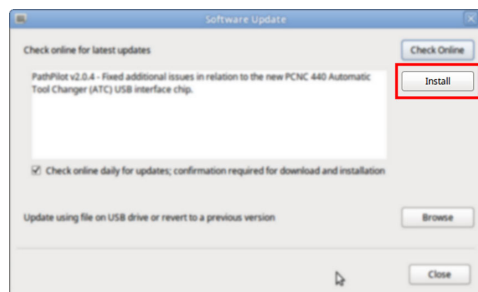 Software Update
Check online for latest updates
Check Online
PathPilot v2.0.4 - Fixed additional issues in relation to the new PCNC 440 Automatic
Tool Changer (ATC) USB interface chip.
Install
Check online daily for updates; confirmation required for download and installation
Update using file on USB drive or revert to a previous version
Browse
Close